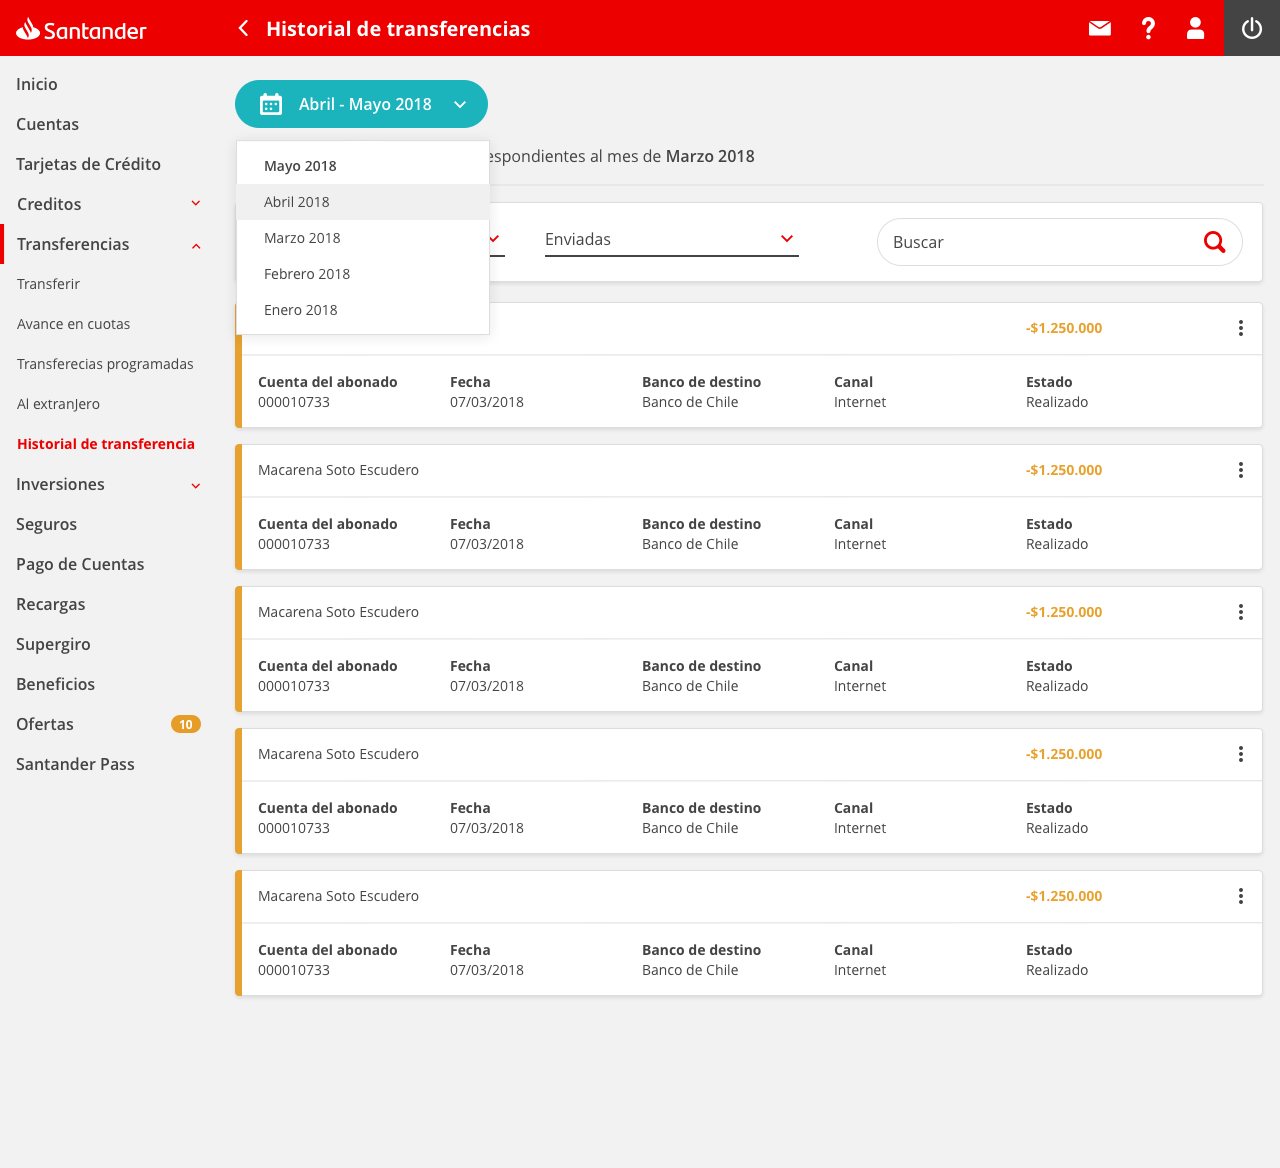 Santander
Historial de transferencias
Inicio
Cuentas
Tarjetas de Crédito
Creditos
Transferencias
Transferir
Avance en cuotas
Transferecias programadas
Al extranJero
Historial de transferencia
Inversiones
Seguros
Pago de Cuentas
Recargas
Supergiro
Beneficios
Ofertas 10
Santander Pass
Abril - Mayo 2018
Mayo 2018
Abril 2018
Marzo 2018
Febrero 2018
Enero 2018
espondientes al mes de Marzo 2018
Enviadas
Buscar
-$1.250.000
Cuenta del abonado Fecha Banco de destino Canal Estado
000010733 07/03/2018 Banco de Chile Internet Realizado
Macarena Soto Escudero -$1.250.000
Cuenta del abonado Fecha Banco de destino Canal Estado
000010733 07/03/2018 Banco de Chile Internet Realizado
Macarena Soto Escudero -$1.250.000
Cuenta del abonado Fecha Banco de destino Canal Estado
000010733 07/03/2018 Banco de Chile Internet Realizado
Macarena Soto Escudero -$1.250.000
Cuenta del abonado Fecha Banco de destino Canal Estado
000010733 07/03/2018 Banco de Chile Internet Realizado
Macarena Soto Escudero -$1.250.000
Cuenta del abonado Fecha Banco de destino Canal Estado
000010733 07/03/2018 Banco de Chile Internet Realizado